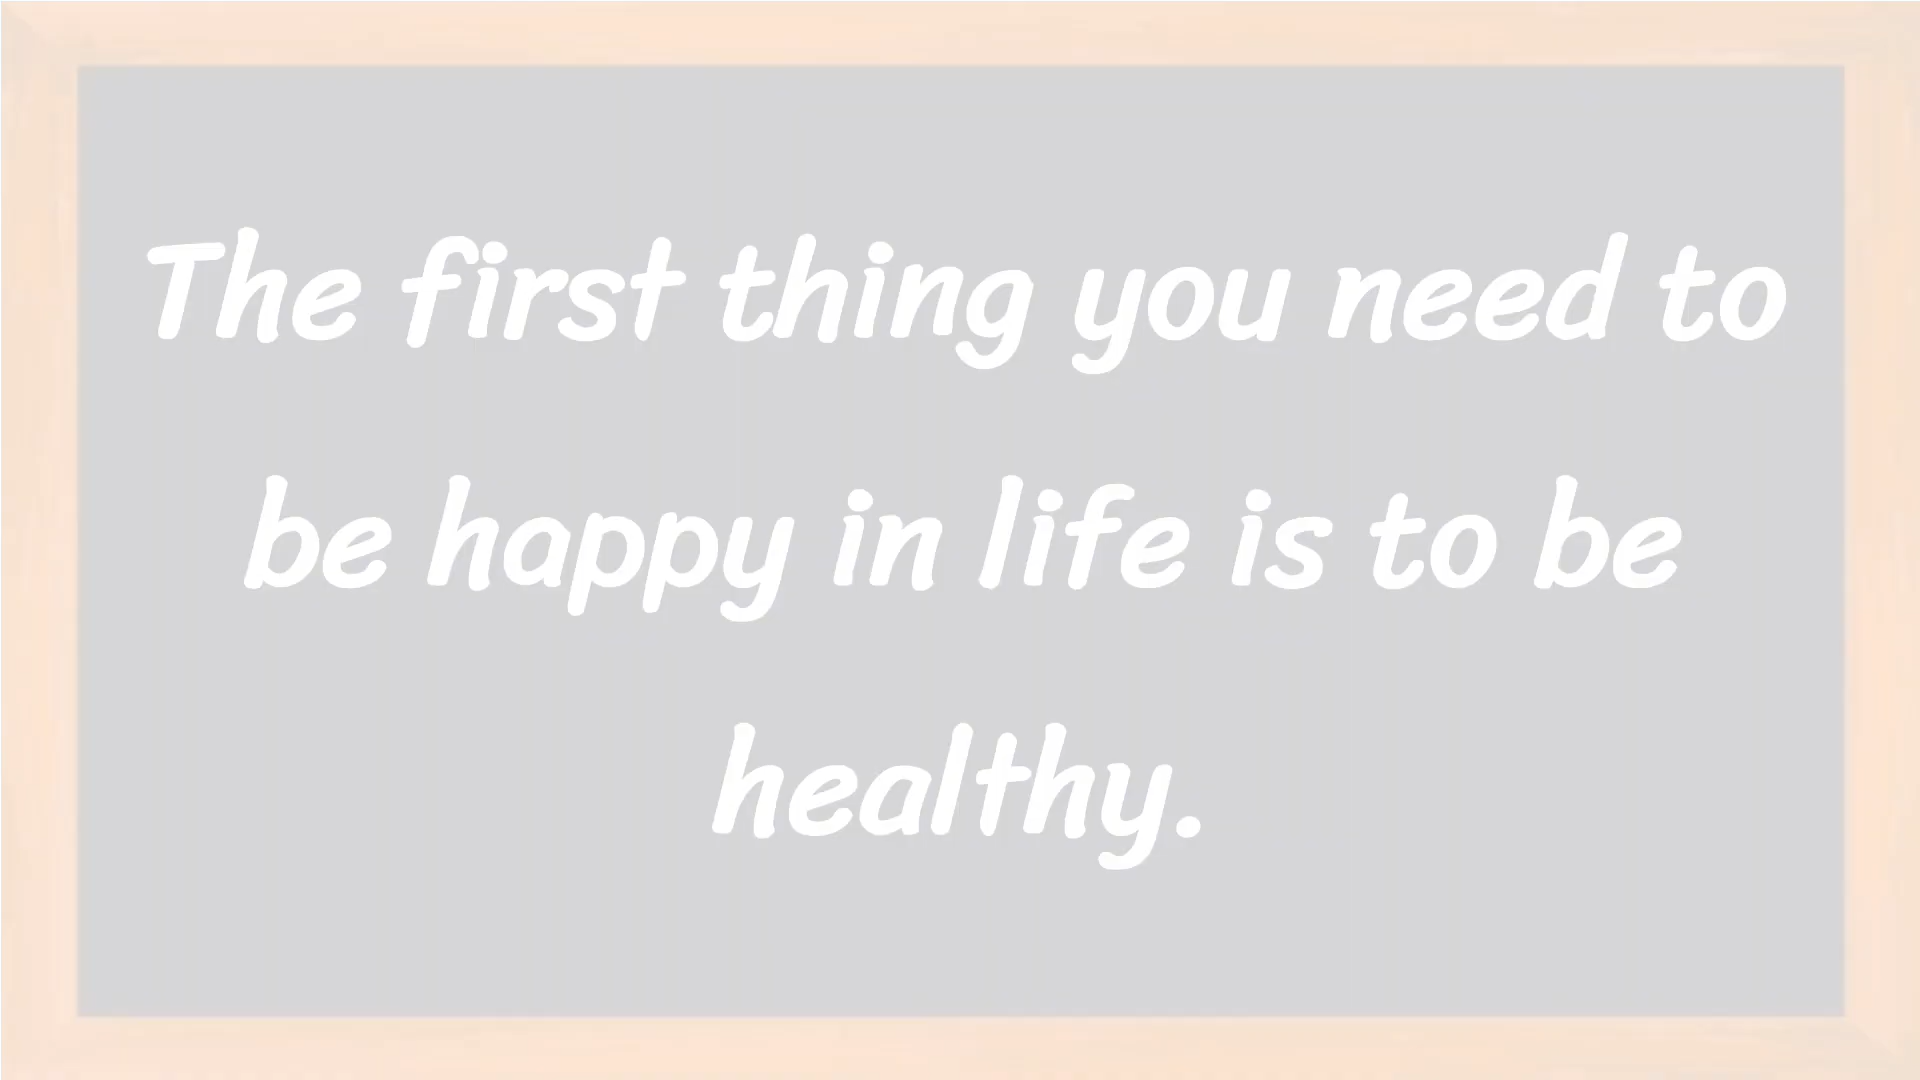 The first thing you need to
be happy in life is to be
healthy.